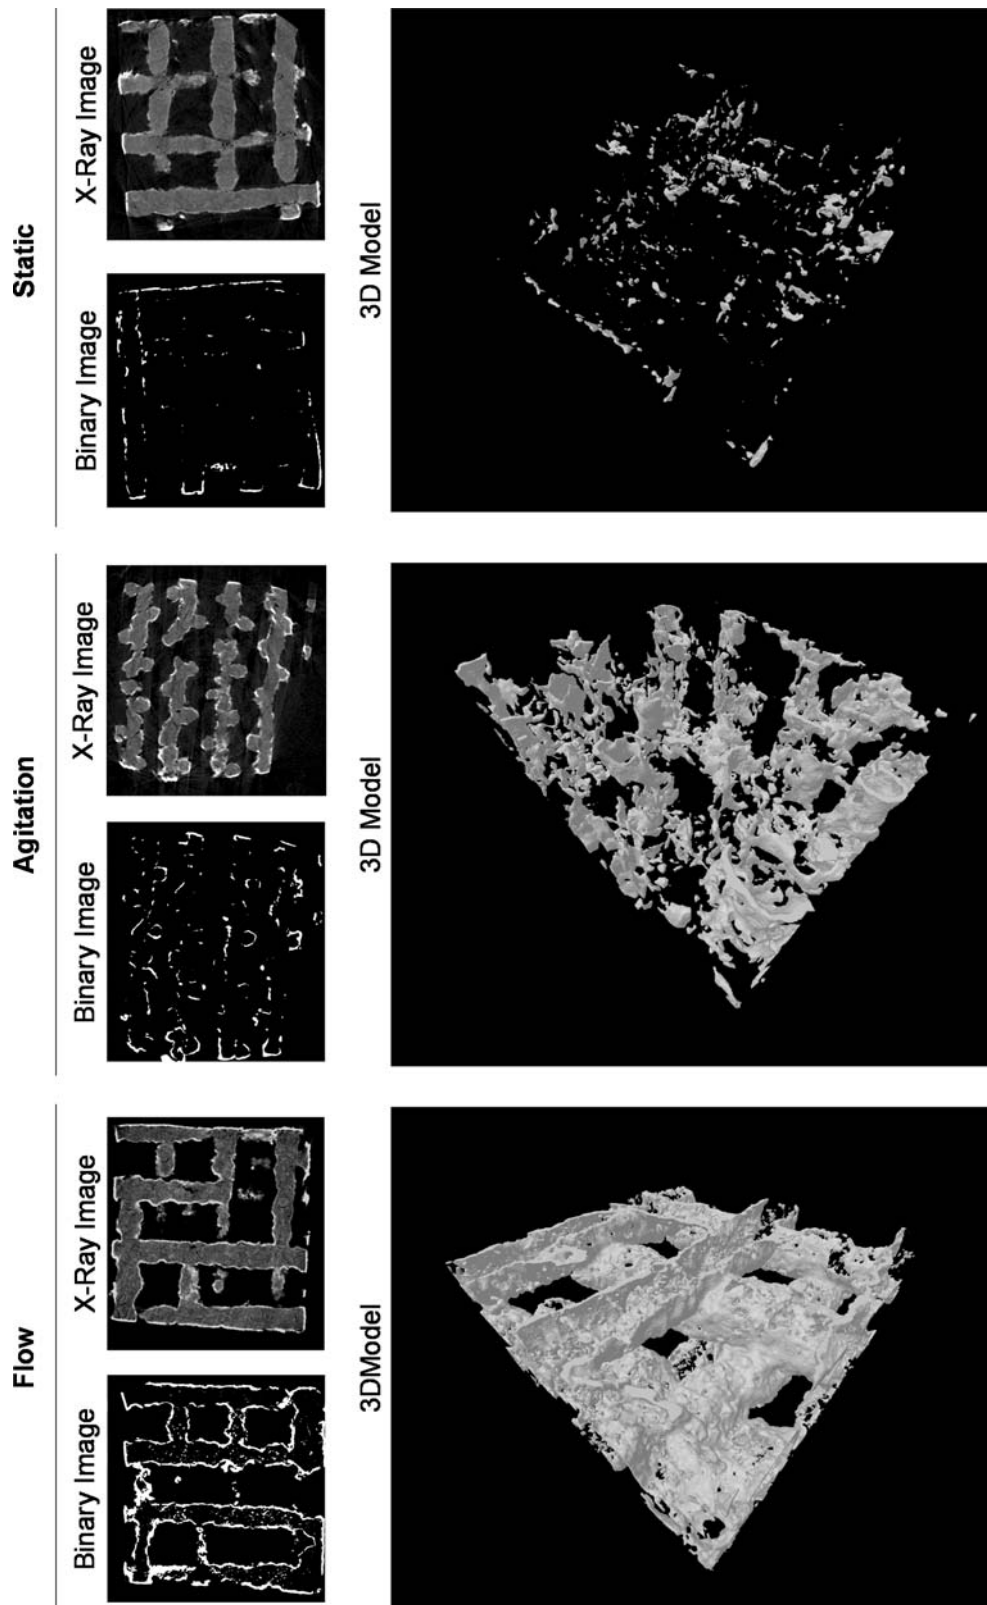 Static
X-Ray Image
Binary Image
3D Model
Agitation
X-Ray Image
Binary Image
3D Model
Flow
X-Ray Image
Binary Image
3DModel